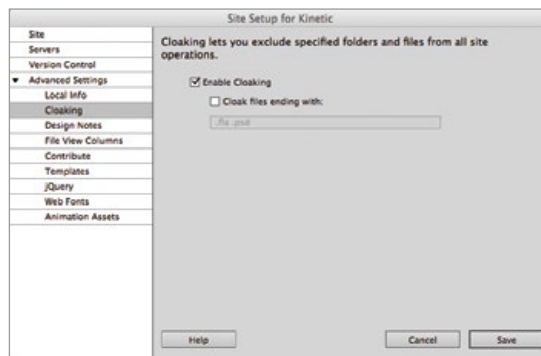 Site Setup for Kinetic
Site
Servers
Version Control
Advanced Settings
Local Info
Cloaking
Design Notes
File View Columns
Contribute
Templates
jQuery
Web Fonts
Animation Assets
Cloaking lets you exclude specified folders and files from all site
operations.
Enable Cloaking
Cloak files ending with:
.fla .psd
Help
Cancel
Save